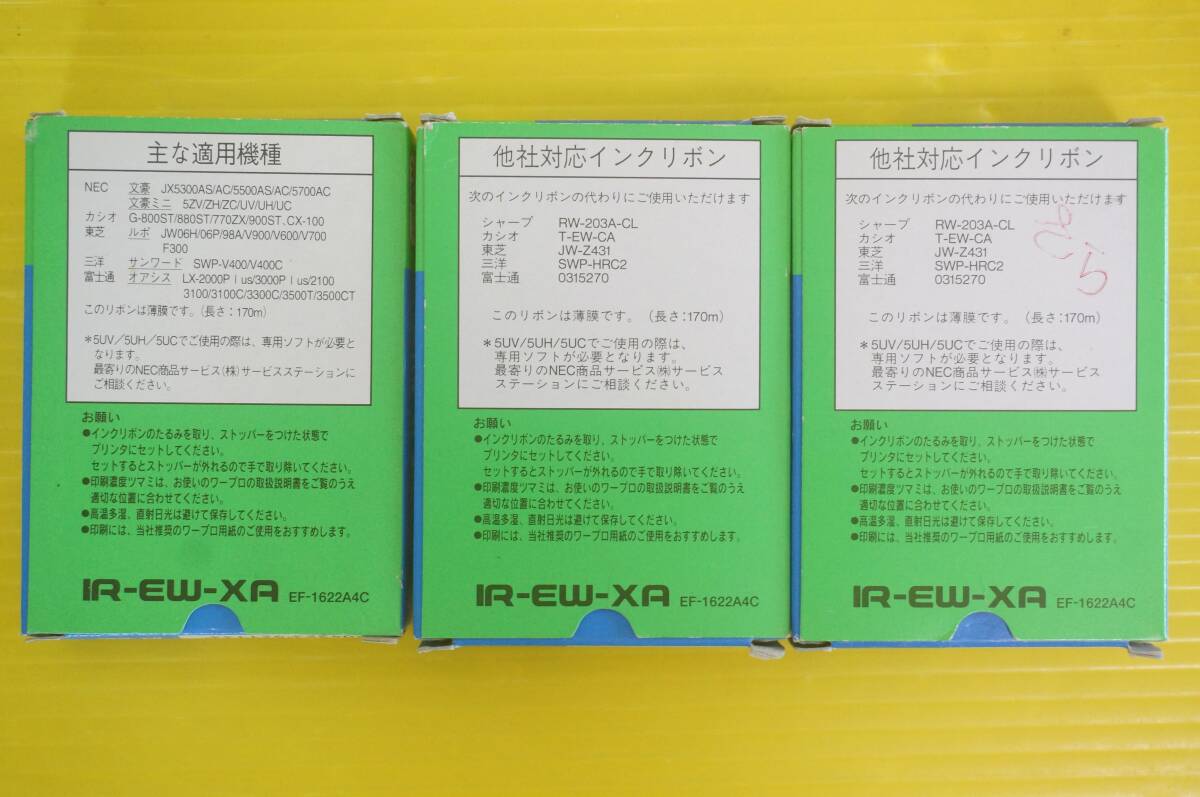 主な適用機種
NEC 文豪 JX5300AS/AC/5500AS/AC/5700AC
文豪ミニ 5ZV/ZH/ZC/UV/UH/UC
カシオ G-800ST/880ST/770ZX/900ST、CX-100
東芝 ルポ JW06H/06P/98A/V900/V600/V700
F300
三洋 サンワード SWP-V400/V400C
富士通 オアシス LX-2000Plus/3000Plus/2100
3100/3100C/3300C/3500T/3500CT
このリボンは薄膜です。(長さ：170m)
*5UV／5UH／5UCでご使用の際は、専用ソフトが必要と
なります。
最寄りのNEC商品サービス(株)サービスステーションに
ご相談ください。
お願い
●インクリボンのたるみを取り、ストッパーをつけた状態で
プリンタにセットしてください。
セットするとストッパーが外れるので手で取り除いてください。
●印刷濃度ツマミは、お使いのワープロの取扱説明書をご覧のうえ
適切な位置に合わせてください。
●高温多湿、直射日光は避けて保存してください。
●印刷には、当社推奨のワープロ用紙のご使用をおすすめします。
IR-EW-XA EF-1622A4C
他社対応インクリボン
次のインクリボンの代わりにご使用いただけます
シャープ RW-203A-CL
カシオ T-EW-CA
東芝 JW-Z431
三洋 SWP-HRC2
富士通 0315270
このリボンは薄膜です。(長さ:170m)
*5UV/5UH/5UCでご使用の際は、
専用ソフトが必要となります。
最寄りのNEC商品サービス㈱サービス
ステーションにご相談ください。
お願い
●インクリボンのたるみを取り、ストッパーをつけた状態で
プリンタにセットしてください。
セットするとストッパーが外れるので手で取り除いてください。
●印刷濃度ツマミは、お使いのワープロの取扱説明書をご覧のうえ
適切な位置に合わせてください。
●高温多湿、直射日光は避けて保存してください。
●印刷には、当社推奨のワープロ用紙のご使用をおすすめします。
IR-EW-XA EF-1622A4C
他社対応インクリボン
次のインクリボンの代わりにご使用いただけます
シャープ RW-203A-CL
カシオ T-EW-CA
東芝 JW-Z431
三洋 SWP-HRC2
富士通 0315270
このリボンは薄膜です。(長さ:170m)
*5UV/5UH/5UCでご使用の際は、
専用ソフトが必要となります。
最寄りのNEC商品サービス㈱サービス
ステーションにご相談ください。
お願い
●インクリボンのたるみを取り、ストッパーをつけた状態で
プリンタにセットしてください。
セットするとストッパーが外れるので手で取り除いてください。
●印刷濃度ツマミは、お使いのワープロの取扱説明書をご覧のうえ
適切な位置に合わせてください。
●高温多湿、直射日光は避けて保存してください。
●印刷には、当社推奨のワープロ用紙のご使用をおすすめします。
IR-EW-XA EF-1622A4C